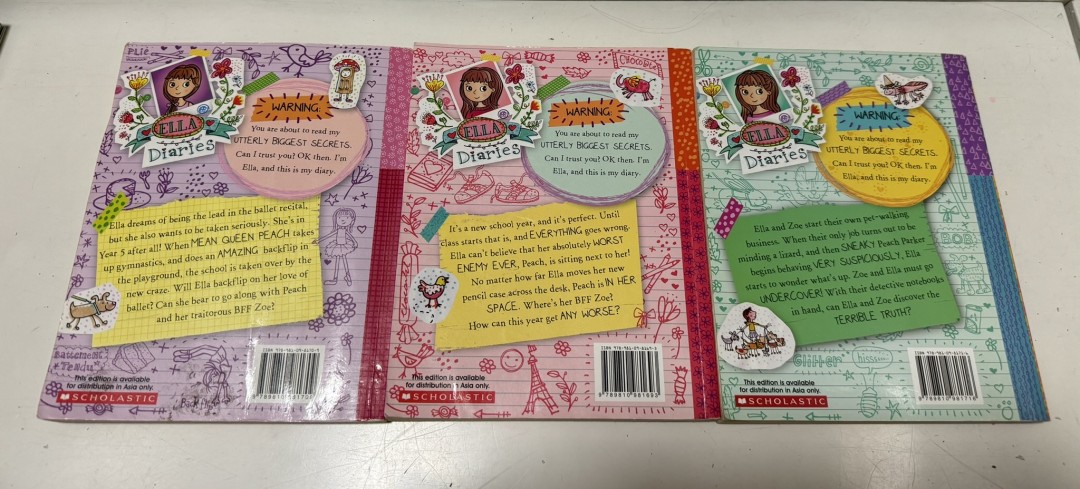 PLIÉ
ELLA
Diaries
WARNING:
You are about to read my
UTTERLY BIGGEST SECRETS.
Can I trust you? OK then. I'm
Ella, and this is my diary.
Ella dreams of being the lead in the ballet recital,
but she also wants to be taken seriously. She's in
Year 5 after all! When MEAN QUEEN PEACH takes
up gymnastics, and does an AMAZING backflip in
the playground, the school is taken over by the
new craze. Will Ella backflip on her love of
ballet? Can she bear to go along with Peach
and her traitorous BFF Zoe?
Battement
Tendu
This edition is available
for distribution in Asia only.
SCHOLASTIC
CHOCOLATE
ELLA
Diaries
WARNING:
You are about to read my
UTTERLY BIGGEST SECRETS.
Can I trust you? OK then. I'm
Ella, and this is my diary.
It's a new school year, and it's perfect. Until
class starts that is, and EVERYTHING goes wrong.
Ella can't believe that her absolutely WORST
ENEMY EVER, Peach, is sitting next to her!
No matter how far Ella moves her new
pencil case across the desk, Peach is IN HER
SPACE. Where's her BFF Zoe?
How can this year get ANY WORSE?
This edition is available
for distribution in Asia only.
SCHOLASTIC
ELLA
Diaries
WARNING:
You are about to read my
UTTERLY BIGGEST SECRETS.
Can I trust you? OK then. I'm
Ella, and this is my diary.
Ella and Zoe start their own pet-walking
business. When their only job turns out to be
minding a lizard, and then SNEAKY Peach Parker
begins behaving VERY SUSPICIOUSLY, Ella
starts to wonder what's up. Zoe and Ella must go
UNDERCOVER! With their detective notebooks
in hand, can Ella and Zoe discover the
TERRIBLE TRUTH?
BOB
Glitter
hisss
This edition is available
for distribution in Asia only.
SCHOLASTIC